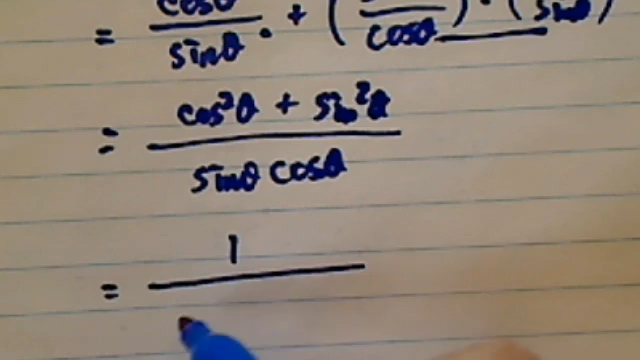 = cosθ / sinθ · + ( / cosθ ) · ( sinθ )
= cos²θ + sin²θ / sinθ cosθ
= 1 /